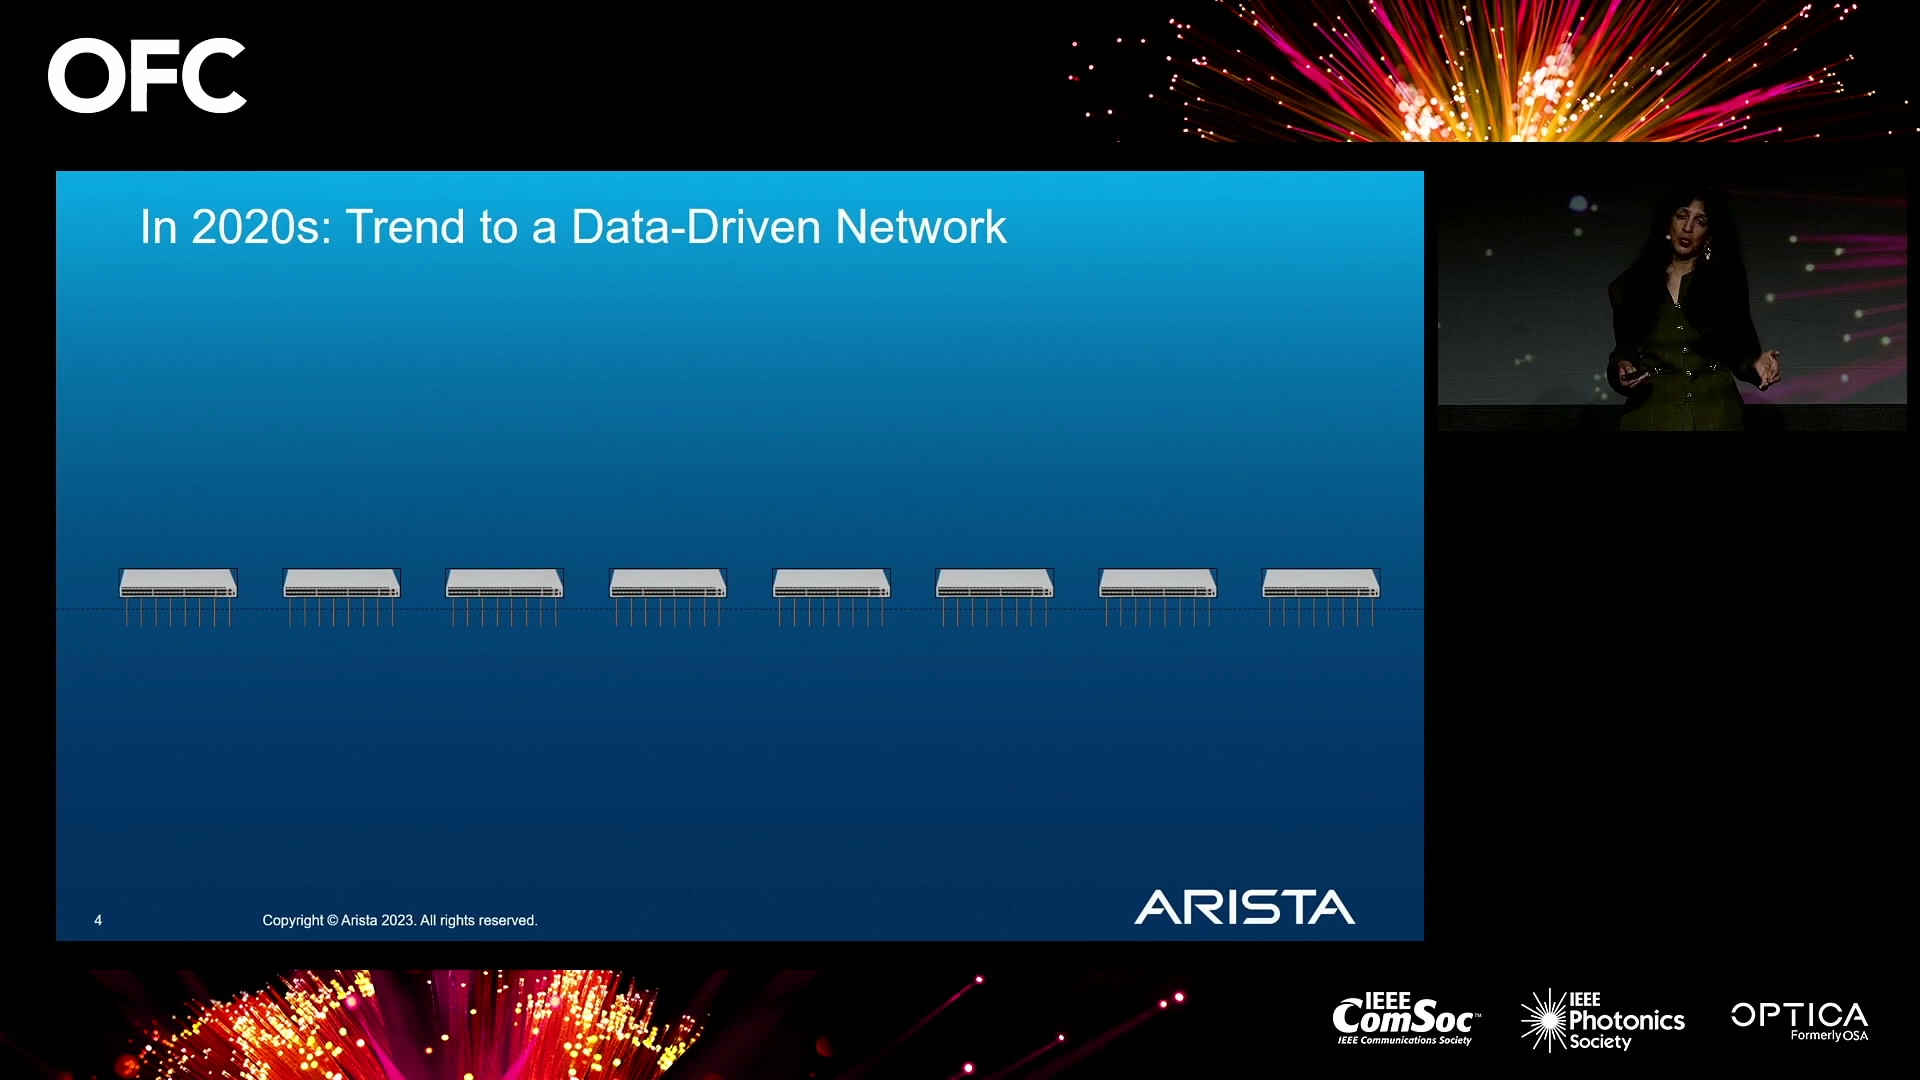 OFC
In 2020s: Trend to a Data-Driven Network
4
Copyright © Arista 2023. All rights reserved.
ARISTA
IEEE
ComSoc™
IEEE Communications Society
IEEE
Photonics
Society
OPTICA
Formerly OSA